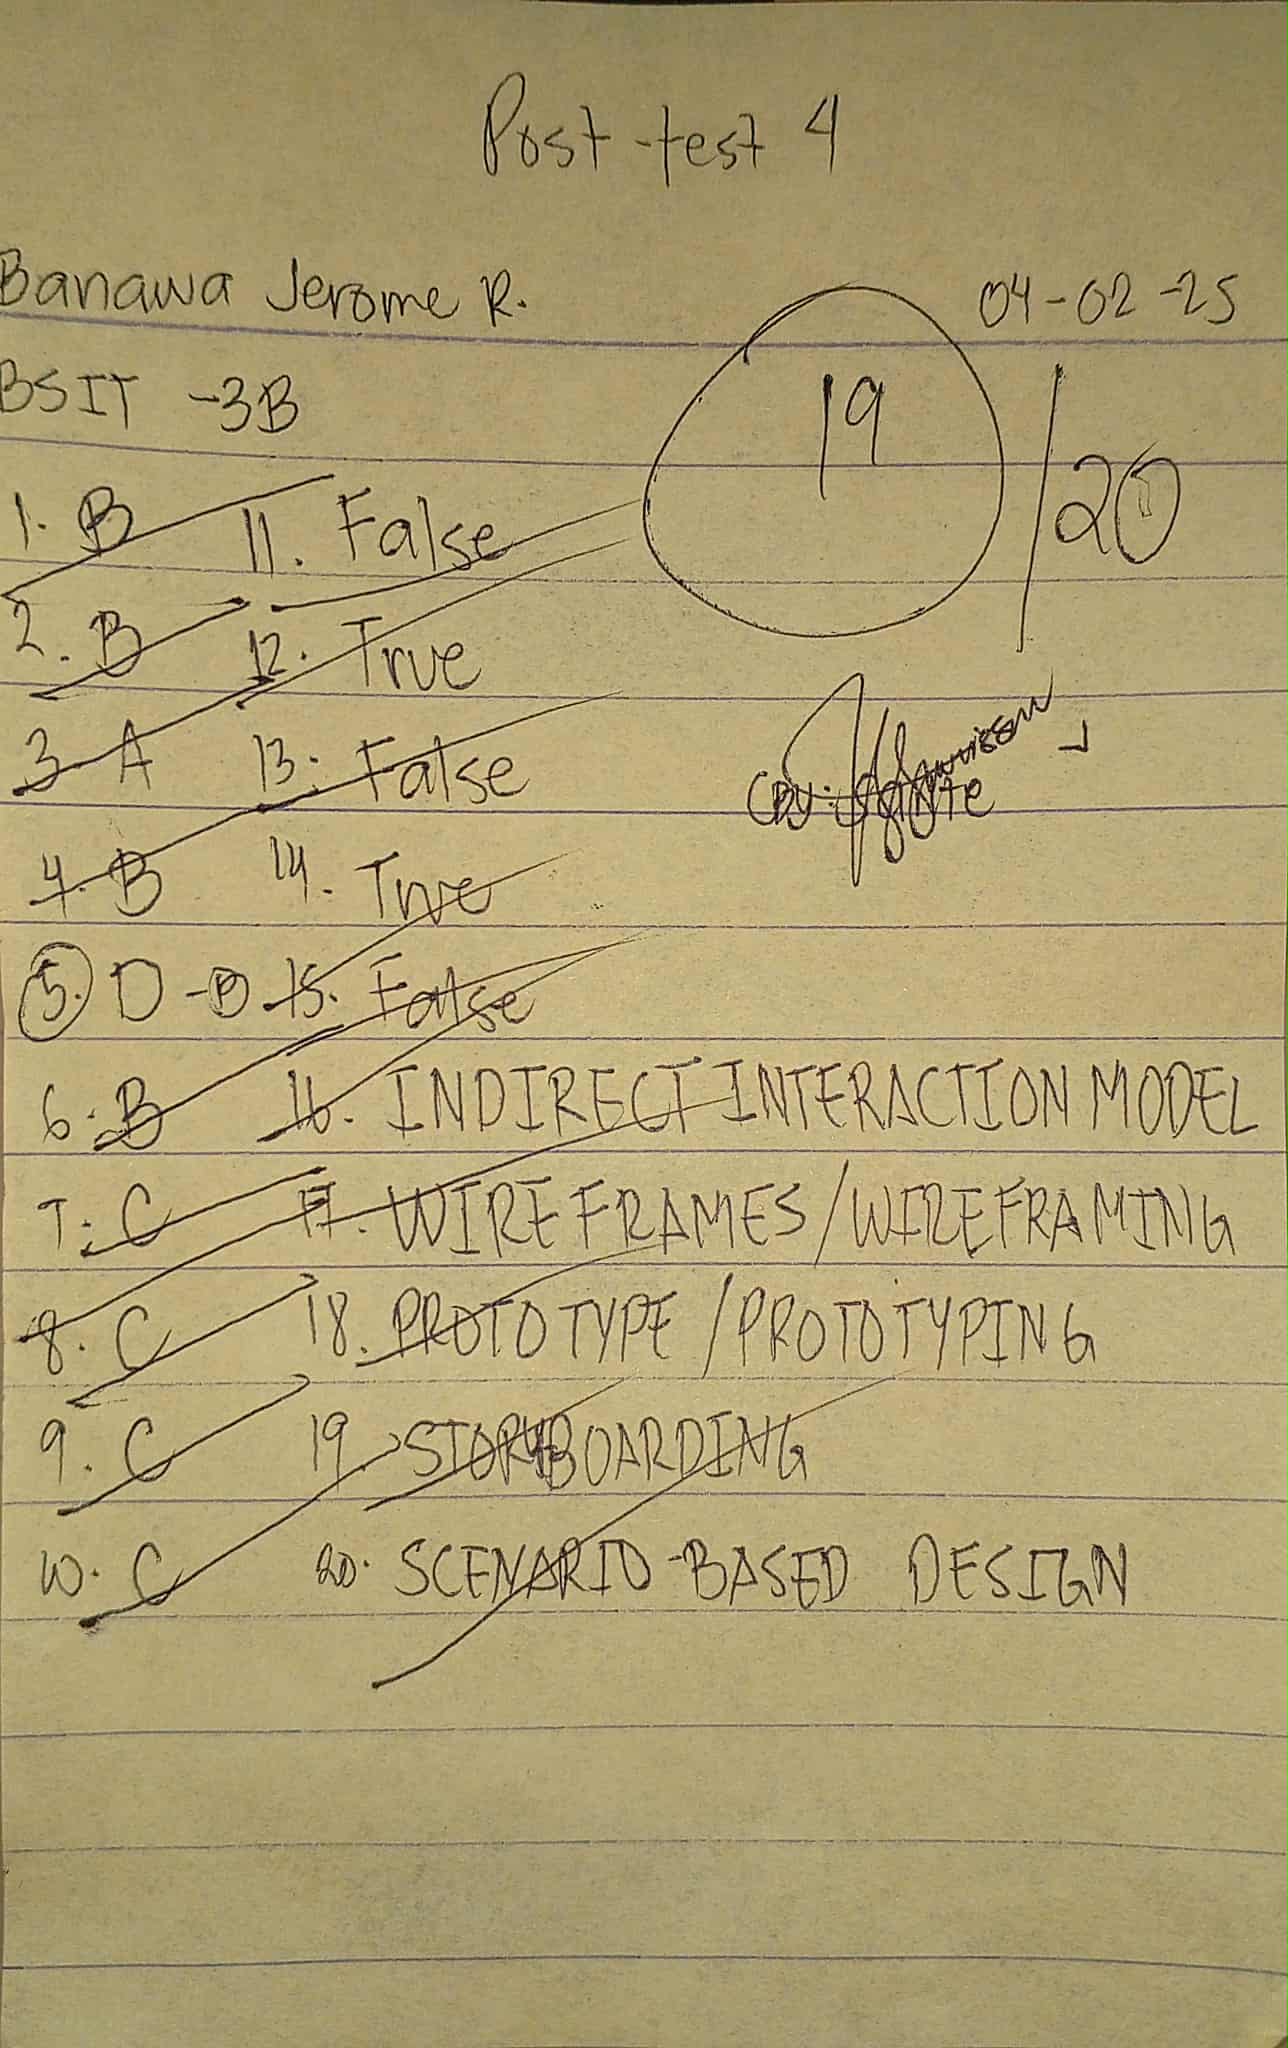 Post-test 4
Banawa Jerome R. 04-02-25
BSIT -3B 19/20
1. B 11. False
2. B 12. True
3. A 13. False
4. B 14. True
5. D - B 15. False
6. B 16. INDIRECT INTERACTION MODEL
7. C 17. WIREFRAMES/WIREFRAMING
8. C 18. PROTOTYPE/PROTOTYPING
9. C 19. STORYBOARDING
10. C 20. SCENARIO-BASED DESIGN